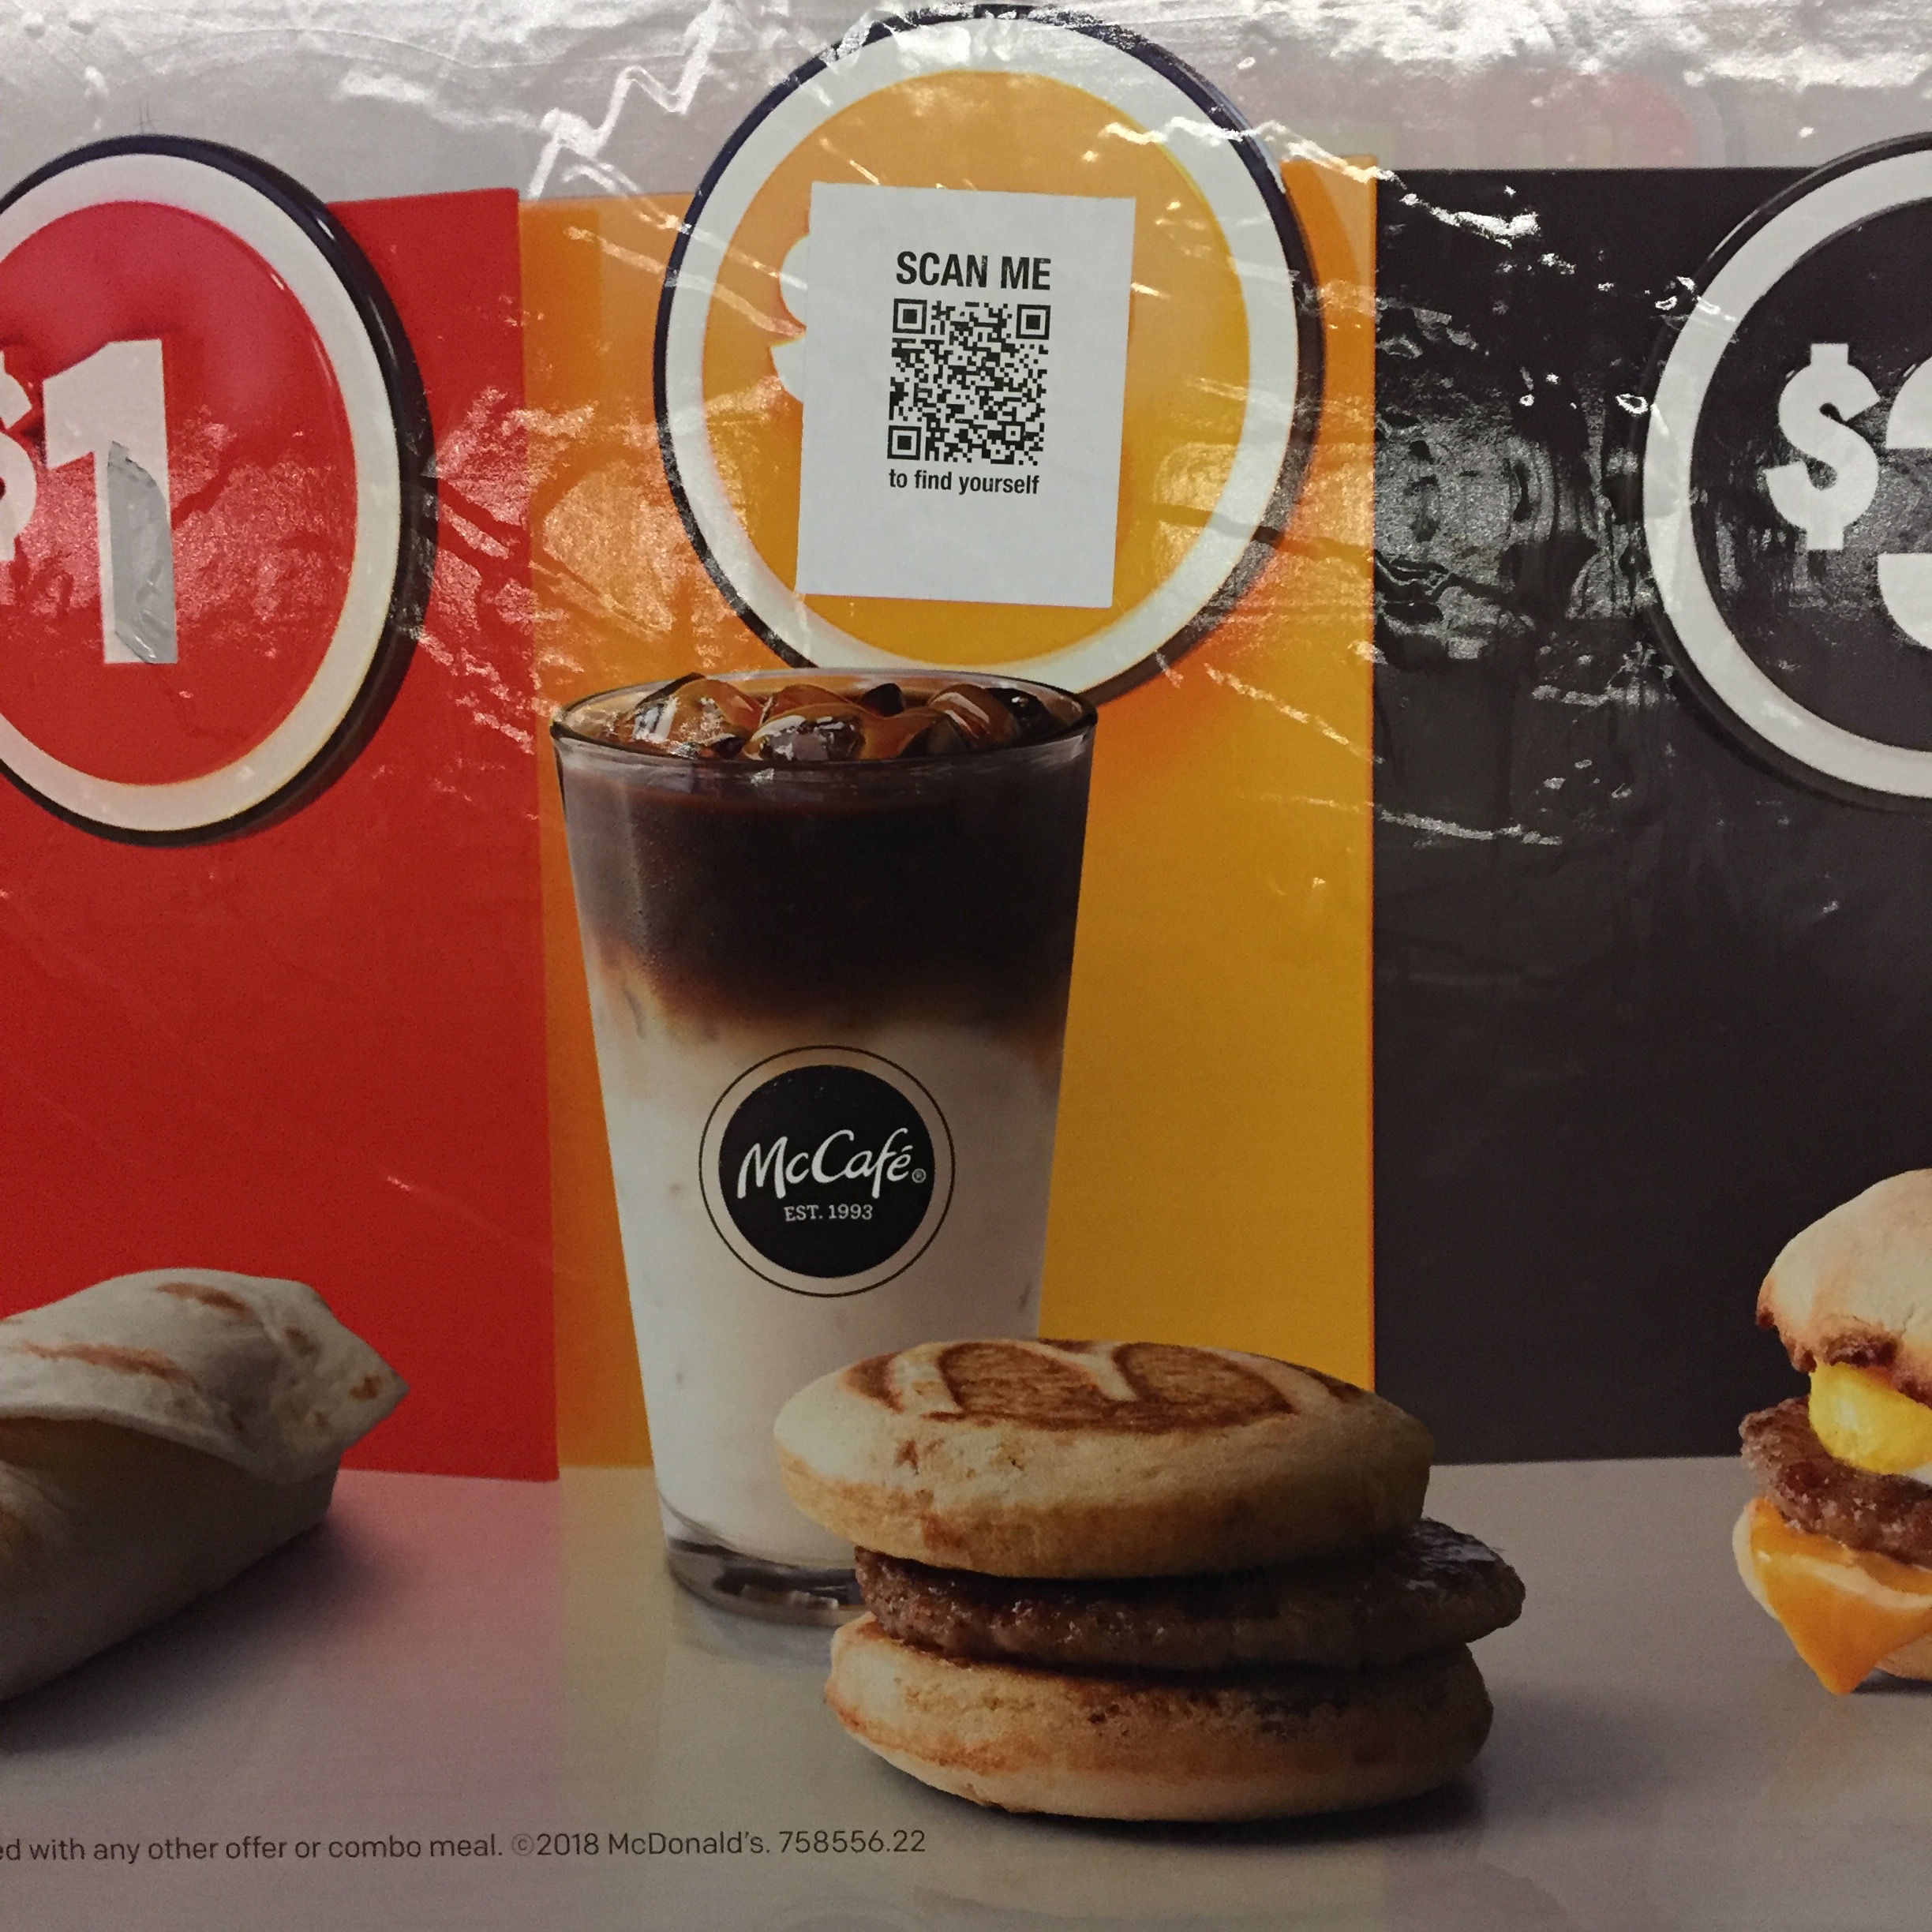 $1
SCAN ME
to find yourself
$
McCafé®
EST. 1993
with any other offer or combo meal. ©2018 McDonald's. 758556.22